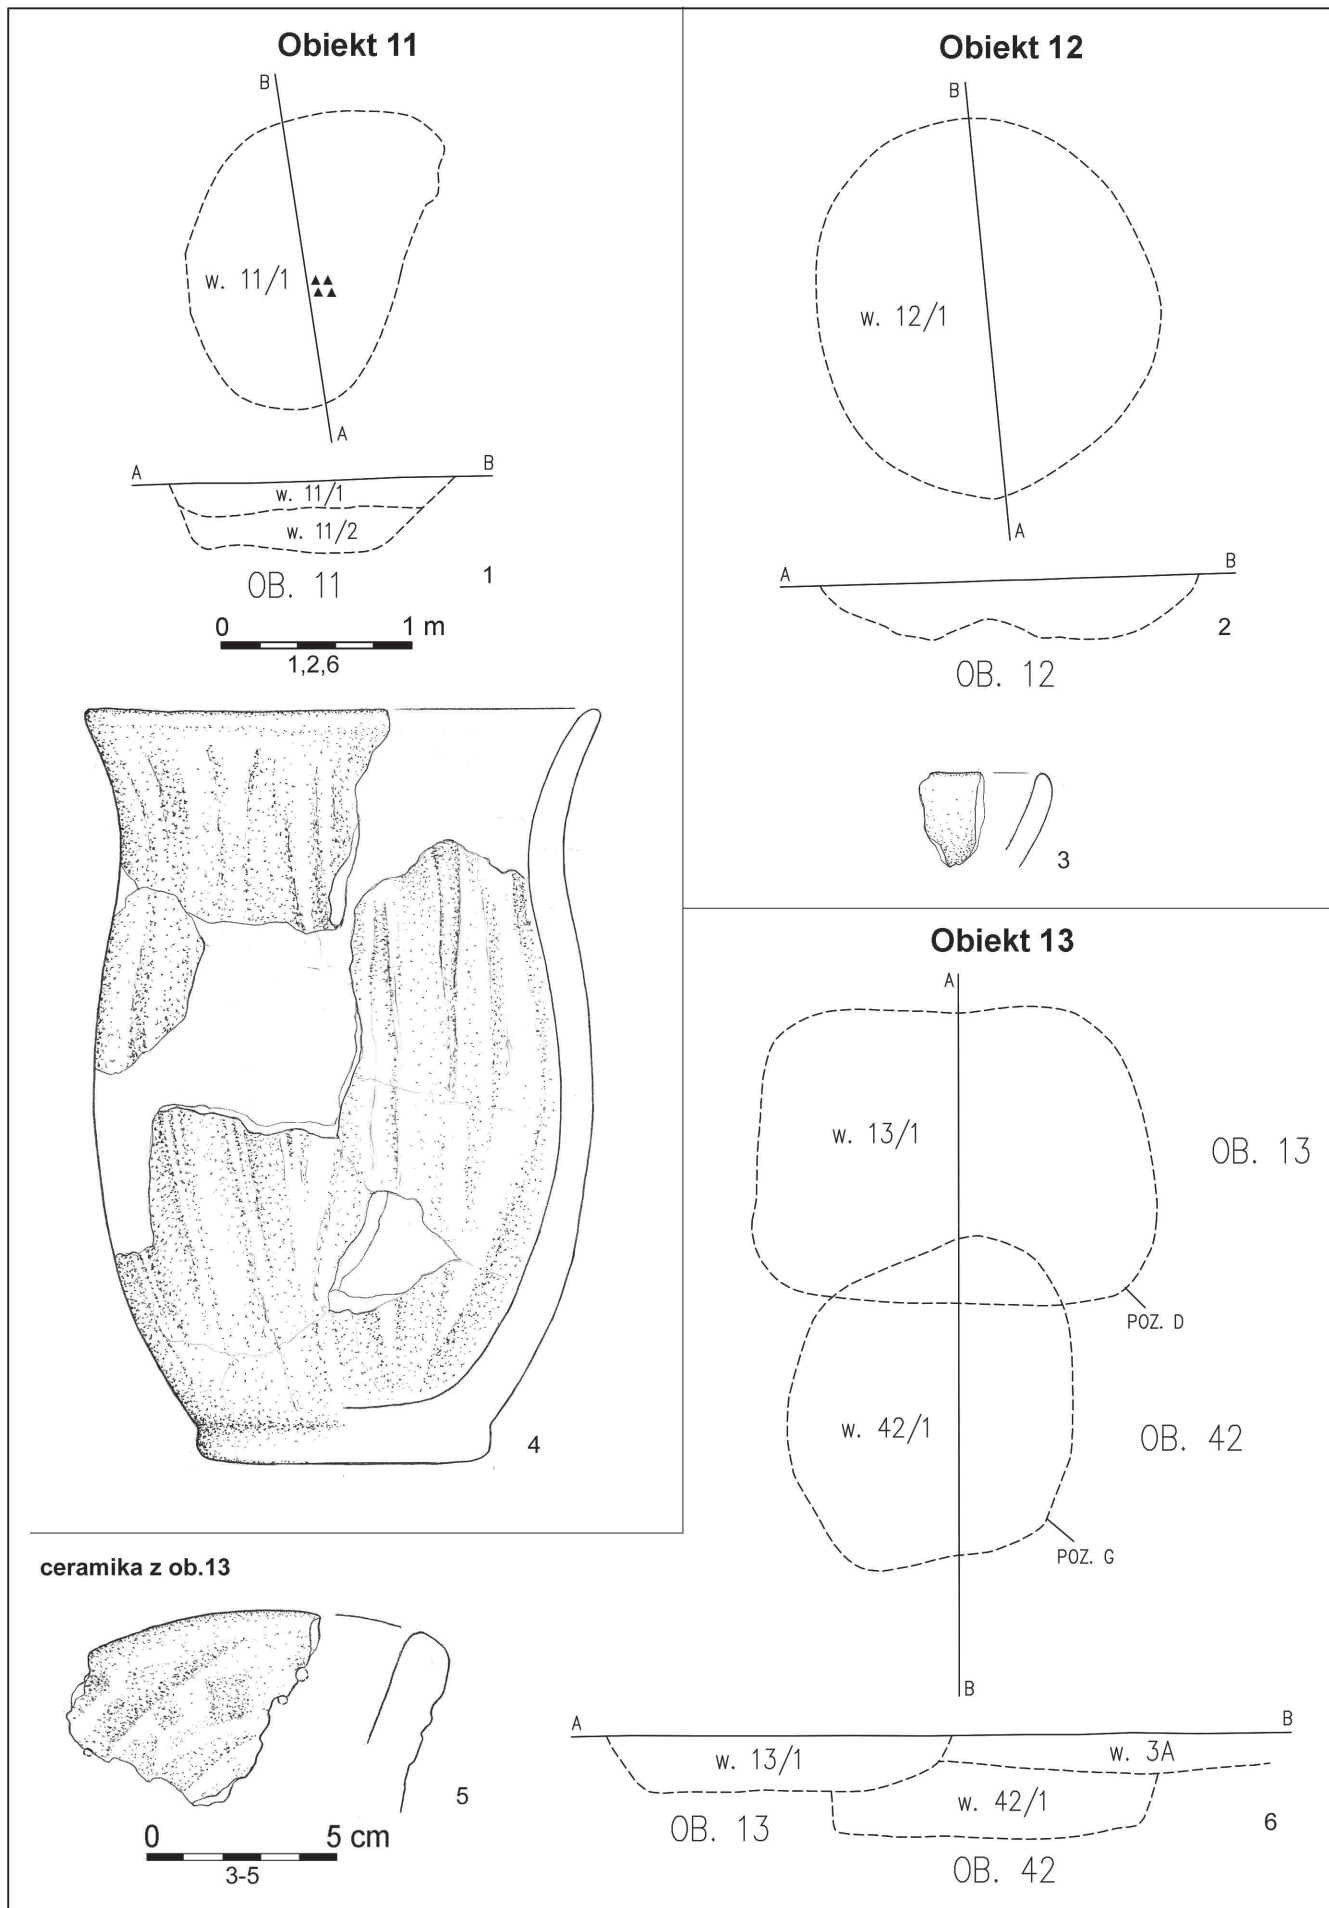 Obiekt 11
B
w. 11/1
A
A
B
w. 11/1
w. 11/2
OB. 11
1
0 1 m
1,2,6
4
Obiekt 12
B
w. 12/1
A
A
B
2
OB. 12
3
Obiekt 13
A
w. 13/1
OB. 13
POZ. D
w. 42/1
OB. 42
POZ. G
B
A
B
w. 13/1
w. 3A
w. 42/1
OB. 13
6
OB. 42
ceramika z ob.13
5
0 5 cm
3-5